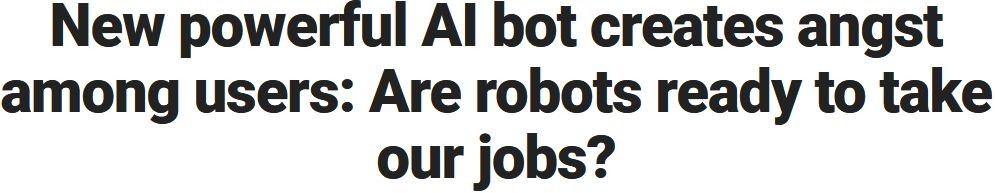 New powerful AI bot creates angst
among users: Are robots ready to take
our jobs?